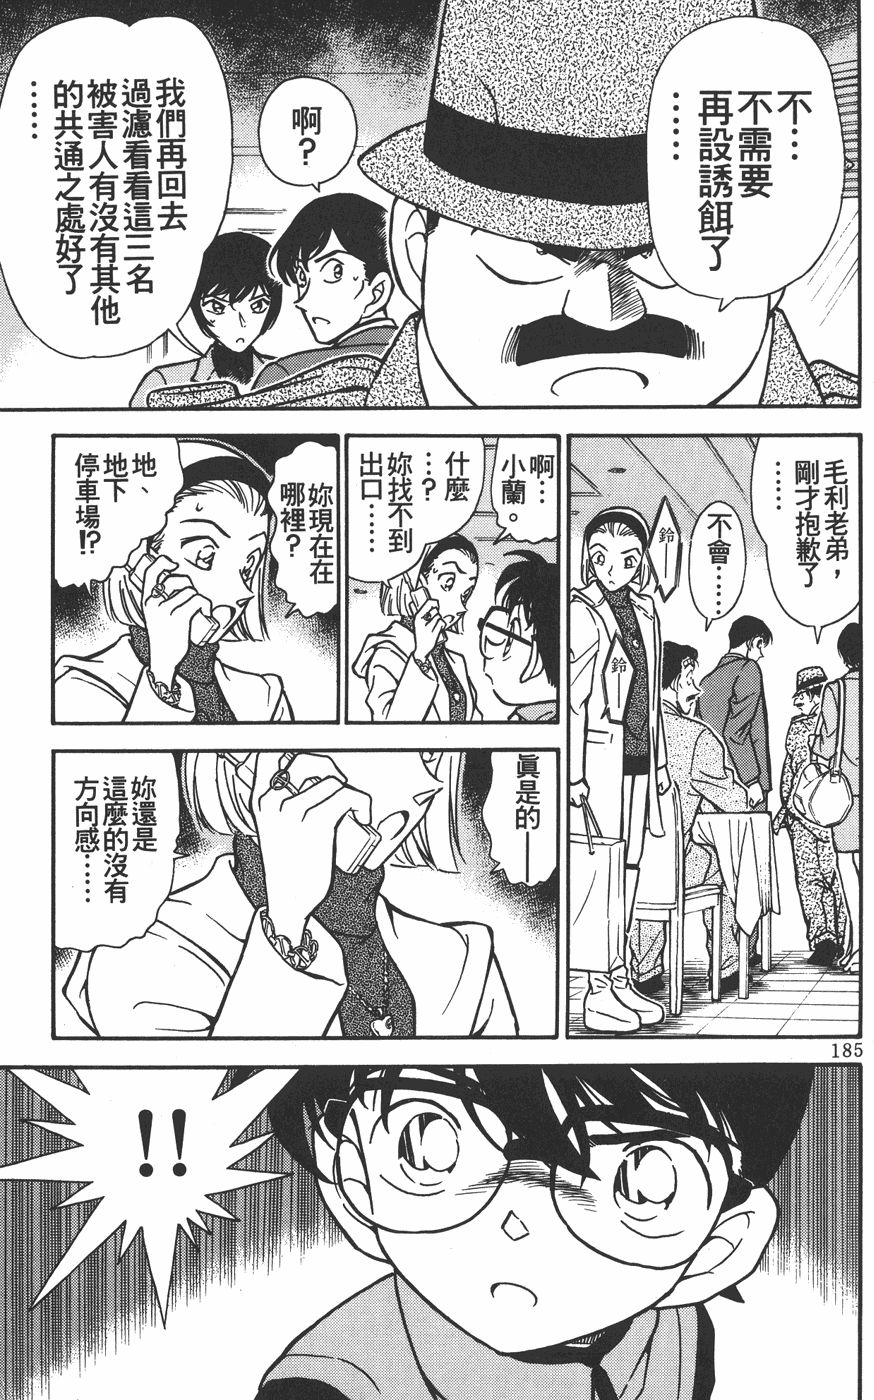 不…
不需要
再設誘餌了
……
啊？
我們再回去
過濾看看這三名
被害人有沒有其他
的共通之處好了
……
毛利老弟，
剛才抱歉了
……
不會……
鈴—
鈴—
啊…
小蘭。
什麼
…？
妳找不到
出口……
妳現在在
哪裡？
地、
地下
停車場!?
真是的—
妳還是
這麼的沒有
方向感……
185
!!